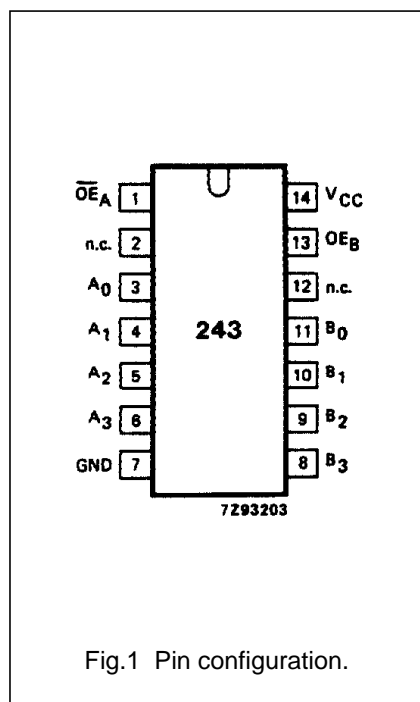 O̅E̅A 1 14 VCC
n.c. 2 13 OEB
A0 3 12 n.c.
A1 4 243 11 B0
A2 5 10 B1
A3 6 9 B2
GND 7 8 B3
7Z93203
Fig.1 Pin configuration.